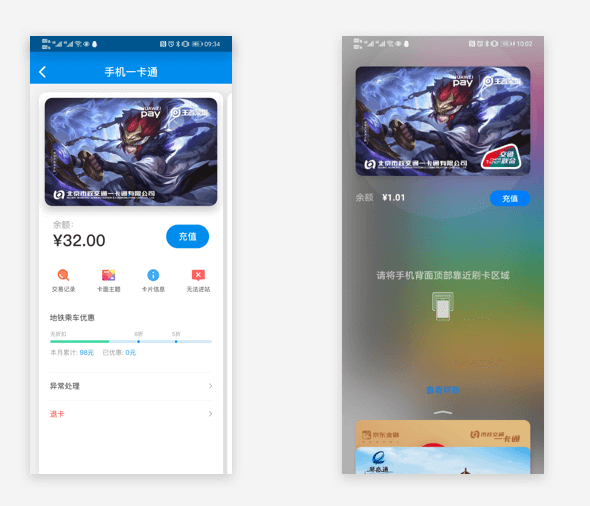 09:34
手机一卡通
HUAWEI
pay
王者荣耀
北京市政交通一卡通有限公司
余额:
¥32.00
充值
交易记录
卡面主题
卡片信息
无法进站
地铁乘车优惠
无折扣
8折
5折
本月累计: 98元
已优惠: 0元
异常处理
退卡
10:02
HUAWEI
pay
王者荣耀
交通
联合
北京市政交通一卡通有限公司
余额
¥1.01
充值
请将手机背面顶部靠近刷卡区域
京东金融
市政交通
一卡通